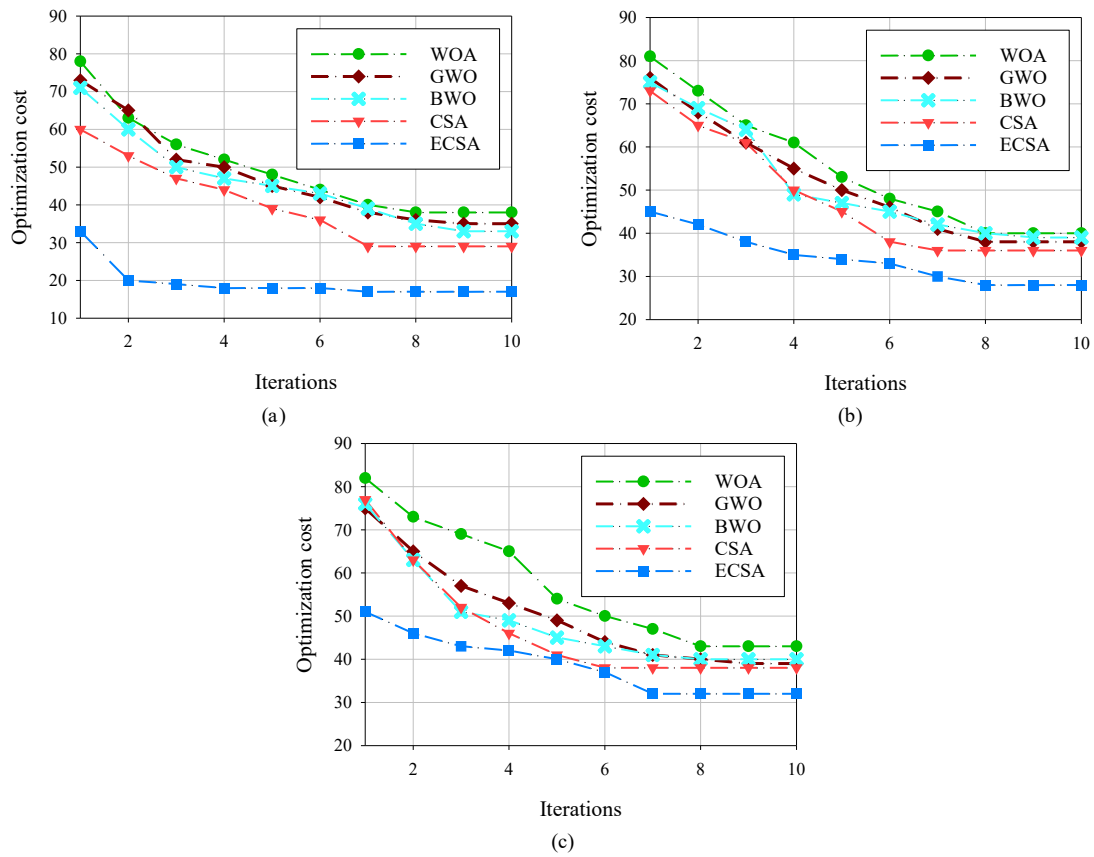 90
80
70
60
50
40
30
20
10
Optimization cost
WOA
GWO
BWO
CSA
ECSA
2 4 6 8 10
Iterations
(a)
90
80
70
60
50
40
30
20
Optimization cost
WOA
GWO
BWO
CSA
ECSA
2 4 6 8 10
Iterations
(b)
90
80
70
60
50
40
30
20
Optimization cost
WOA
GWO
BWO
CSA
ECSA
2 4 6 8 10
Iterations
(c)